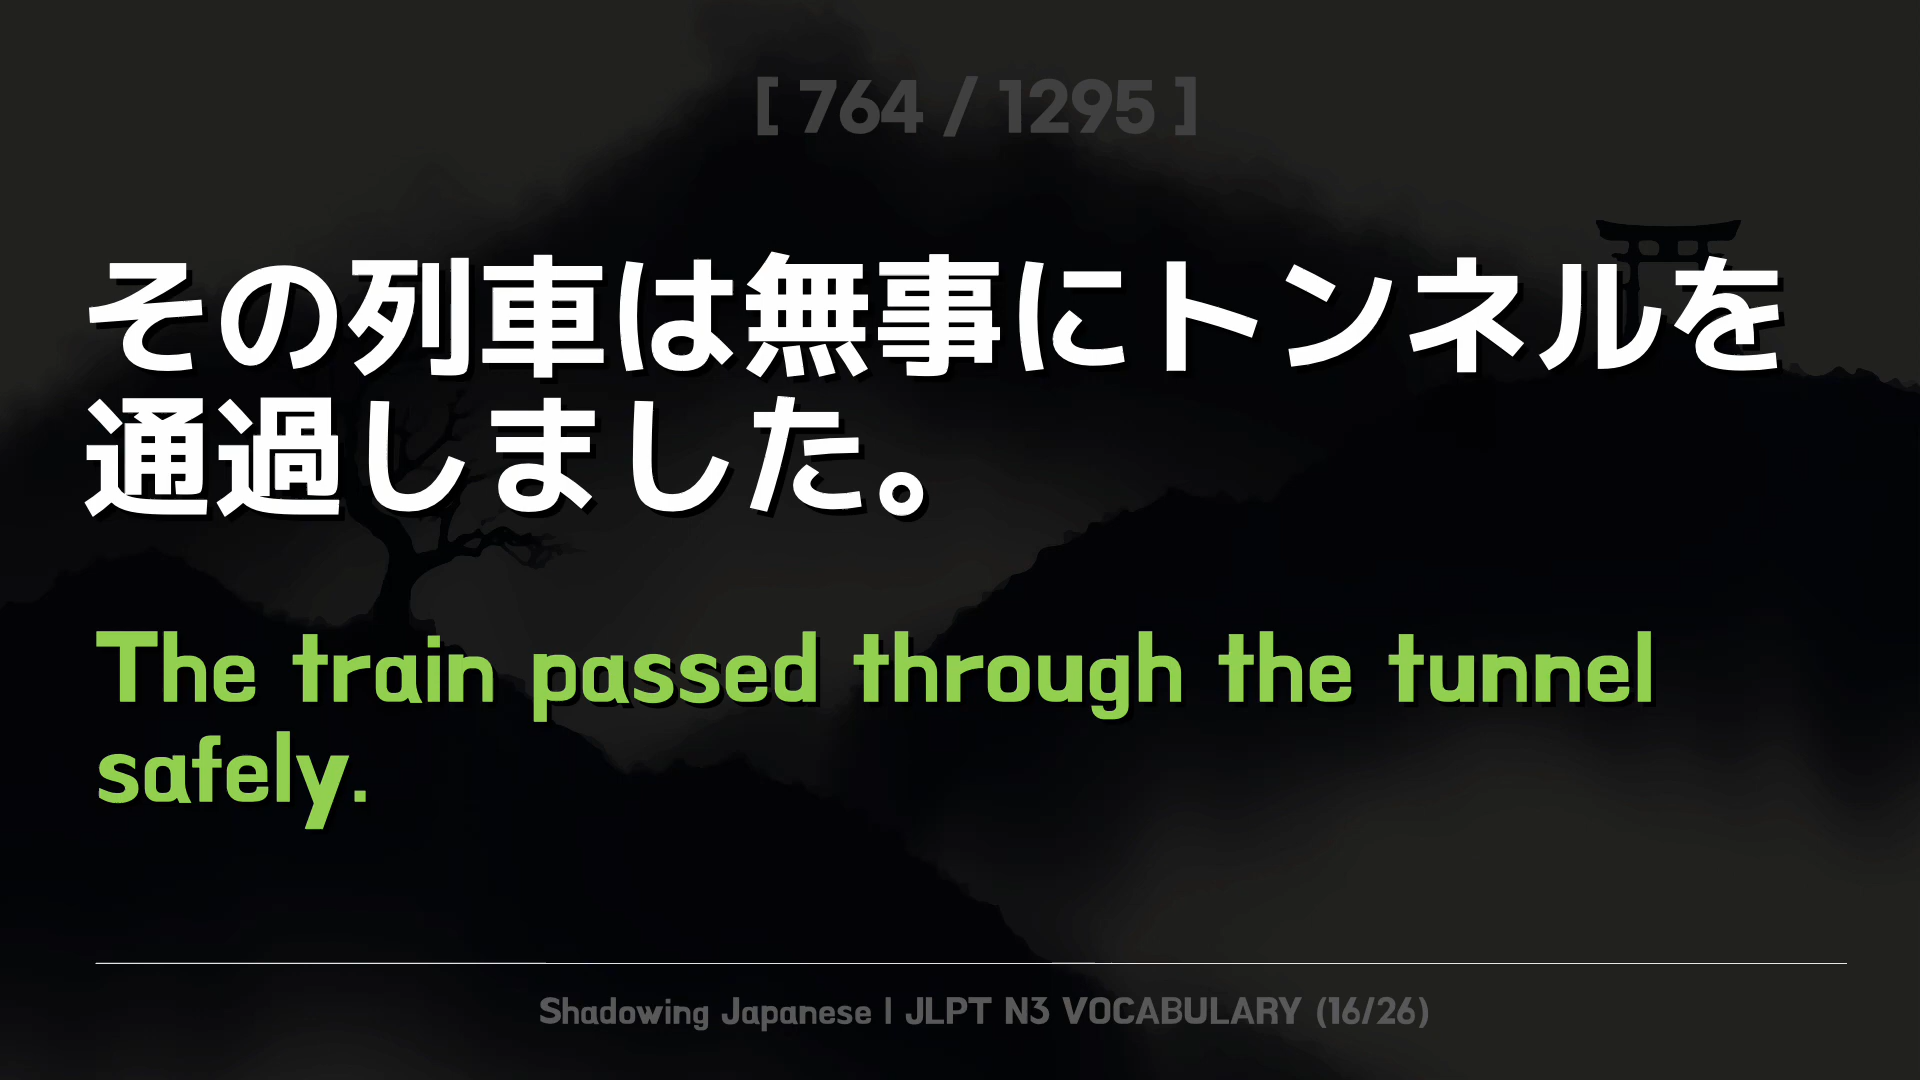 [ 764 / 1295 ]
その列車は無事にトンネルを
通過しました。
The train passed through the tunnel
safely.
Shadowing Japanese | JLPT N3 VOCABULARY (16/26)